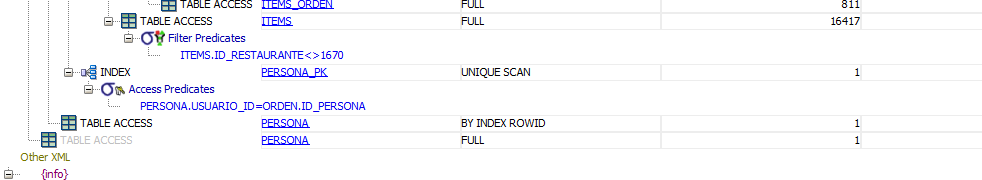 TABLE ACCESS ITEMS_ORDEN FULL 811
TABLE ACCESS ITEMS FULL 16417
Filter Predicates
ITEMS.ID_RESTAURANTE<>1670
INDEX PERSONA_PK UNIQUE SCAN 1
Access Predicates
PERSONA.USUARIO_ID=ORDEN.ID_PERSONA
TABLE ACCESS PERSONA BY INDEX ROWID 1
TABLE ACCESS PERSONA FULL 1
Other XML
{info}